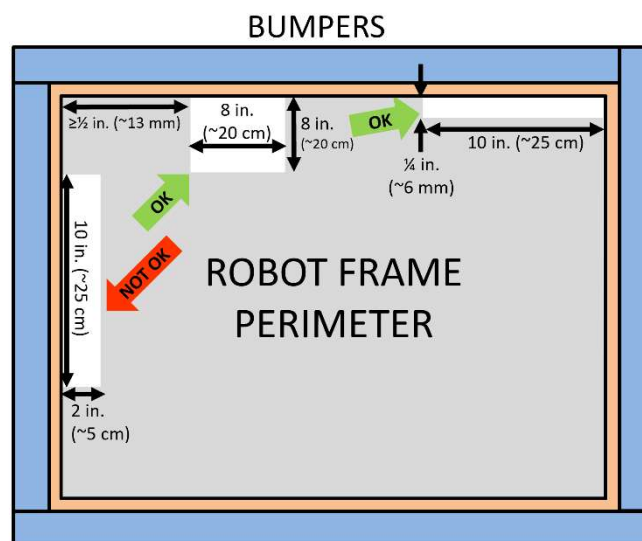 BUMPERS
≥½ in. (~13 mm)
8 in.
(~20 cm)
8 in.
(~20 cm)
OK
10 in. (~25 cm)
¼ in.
(~6 mm)
OK
NOT OK
10 in.
(~25 cm)
ROBOT FRAME
PERIMETER
2 in.
(~5 cm)